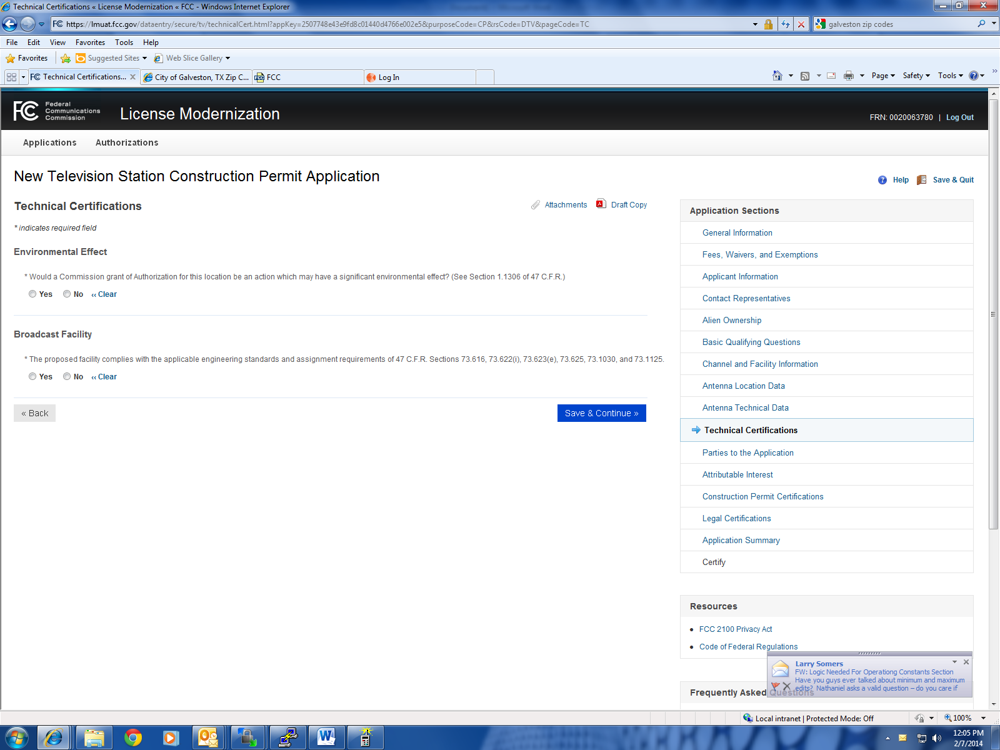 Technical Certifications « License Modernization « FCC - Windows Internet Explorer
FC https://lmuat.fcc.gov/dataentry/secure/tv/technicalCert.html?appKey=2507748e43e9fd8c01440d4766e002e5&purposeCode=CP&rsCode=DTV&pageCode=TC
galveston zip codes
File Edit View Favorites Tools Help
Favorites Suggested Sites Web Slice Gallery
FC Technical Certifications... City of Galveston, TX Zip C... FCC Log In
Page Safety Tools
FC Federal Communications Commission
License Modernization
FRN: 0020063780 | Log Out
Applications Authorizations
New Television Station Construction Permit Application
Help Save & Quit
Technical Certifications
Attachments Draft Copy
* indicates required field
Environmental Effect
* Would a Commission grant of Authorization for this location be an action which may have a significant environmental effect? (See Section 1.1306 of 47 C.F.R.)
Yes No ‹‹ Clear
Broadcast Facility
* The proposed facility complies with the applicable engineering standards and assignment requirements of 47 C.F.R. Sections 73.616, 73.622(i), 73.623(e), 73.625, 73.1030, and 73.1125.
Yes No ‹‹ Clear
« Back
Save & Continue »
Application Sections
General Information
Fees, Waivers, and Exemptions
Applicant Information
Contact Representatives
Alien Ownership
Basic Qualifying Questions
Channel and Facility Information
Antenna Location Data
Antenna Technical Data
Technical Certifications
Parties to the Application
Attributable Interest
Construction Permit Certifications
Legal Certifications
Application Summary
Certify
Resources
• FCC 2100 Privacy Act
• Code of Federal Regulations
Frequently Asked Questions
Larry Somers
FW: Logic Needed For Operationg Constants Section
Have you guys ever talked about minimum and maximum
edits? Nathaniel asks a valid question – do you care if
Local intranet | Protected Mode: Off
100%
12:05 PM
2/7/2014